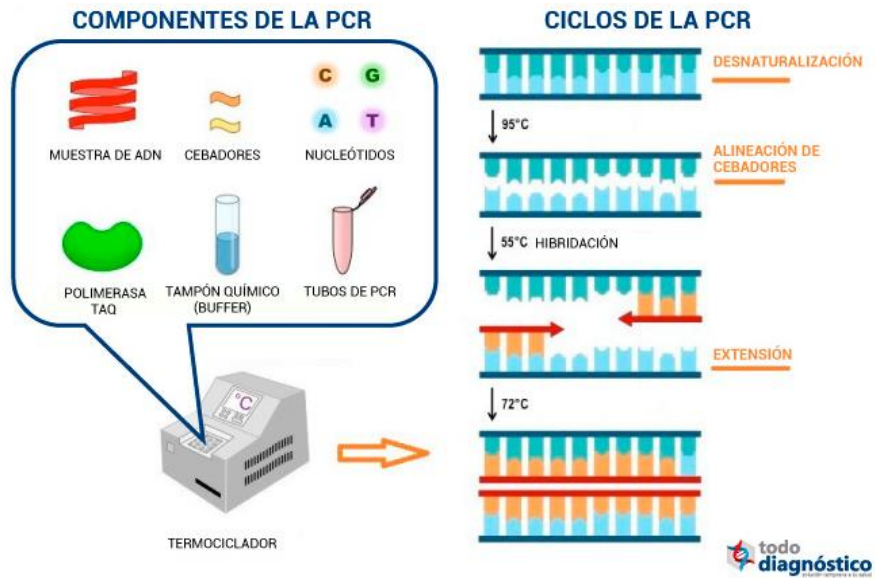 COMPONENTES DE LA PCR
MUESTRA DE ADN
CEBADORES
C
G
A
T
NUCLEÓTIDOS
POLIMERASA
TAQ
TAMPÓN QUÍMICO
(BUFFER)
TUBOS DE PCR
°C
TERMOCICLADOR
CICLOS DE LA PCR
DESNATURALIZACIÓN
95°C
ALINEACIÓN DE
CEBADORES
55°C HIBRIDACIÓN
EXTENSIÓN
72°C
todo
diagnóstico